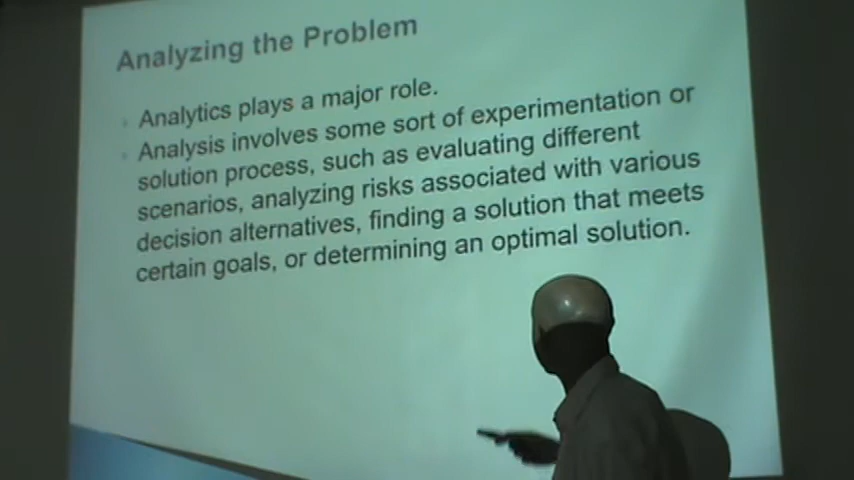 Analyzing the Problem
Analytics plays a major role.
Analysis involves some sort of experimentation or
solution process, such as evaluating different
scenarios, analyzing risks associated with various
decision alternatives, finding a solution that meets
certain goals, or determining an optimal solution.